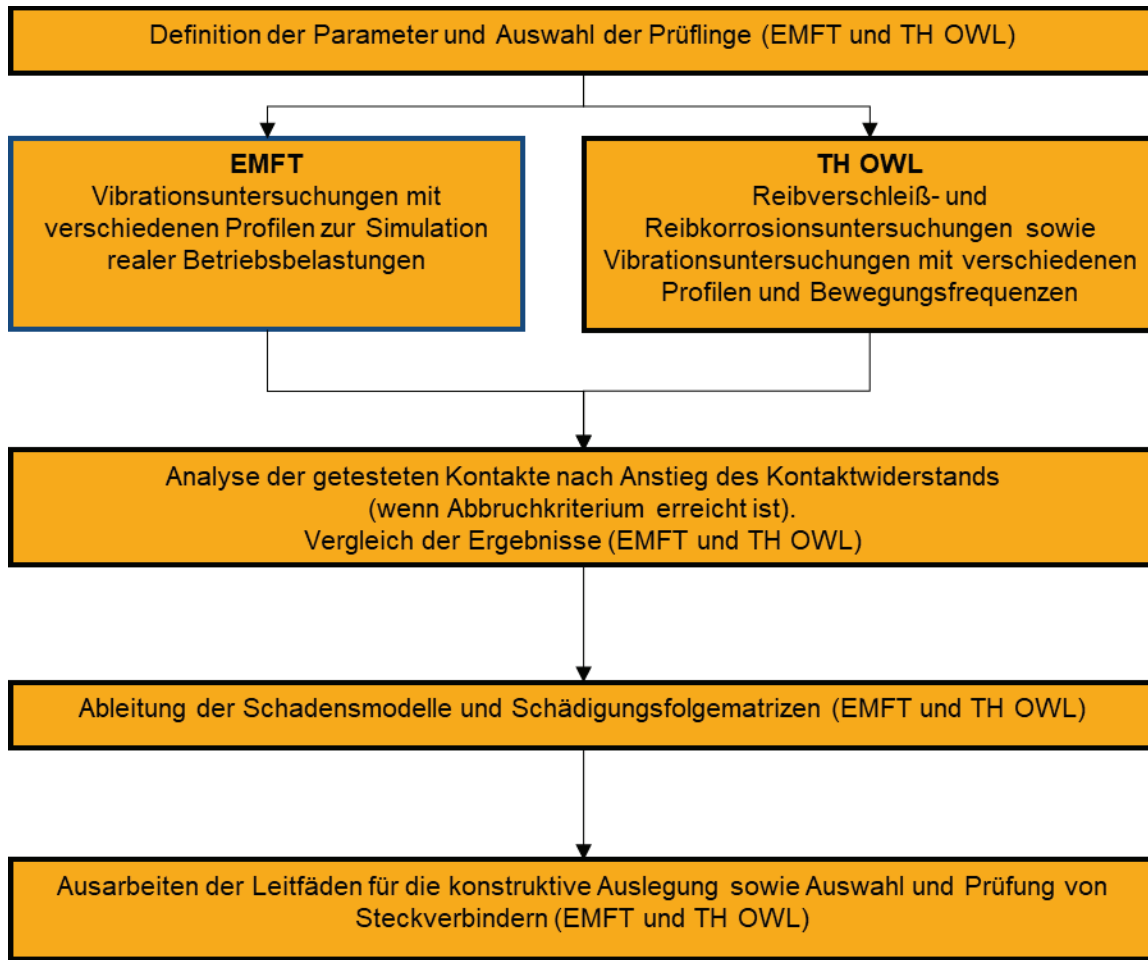 Definition der Parameter und Auswahl der Prüflinge (EMFT und TH OWL)
EMFT
Vibrationsuntersuchungen mit
verschiedenen Profilen zur Simulation
realer Betriebsbelastungen
TH OWL
Reibverschleiß- und
Reibkorrosionsuntersuchungen sowie
Vibrationsuntersuchungen mit verschiedenen
Profilen und Bewegungsfrequenzen
Analyse der getesteten Kontakte nach Anstieg des Kontaktwiderstands
(wenn Abbruchkriterium erreicht ist).
Vergleich der Ergebnisse (EMFT und TH OWL)
Ableitung der Schadensmodelle und Schädigungsfolgematrizen (EMFT und TH OWL)
Ausarbeiten der Leitfäden für die konstruktive Auslegung sowie Auswahl und Prüfung von
Steckverbindern (EMFT und TH OWL)